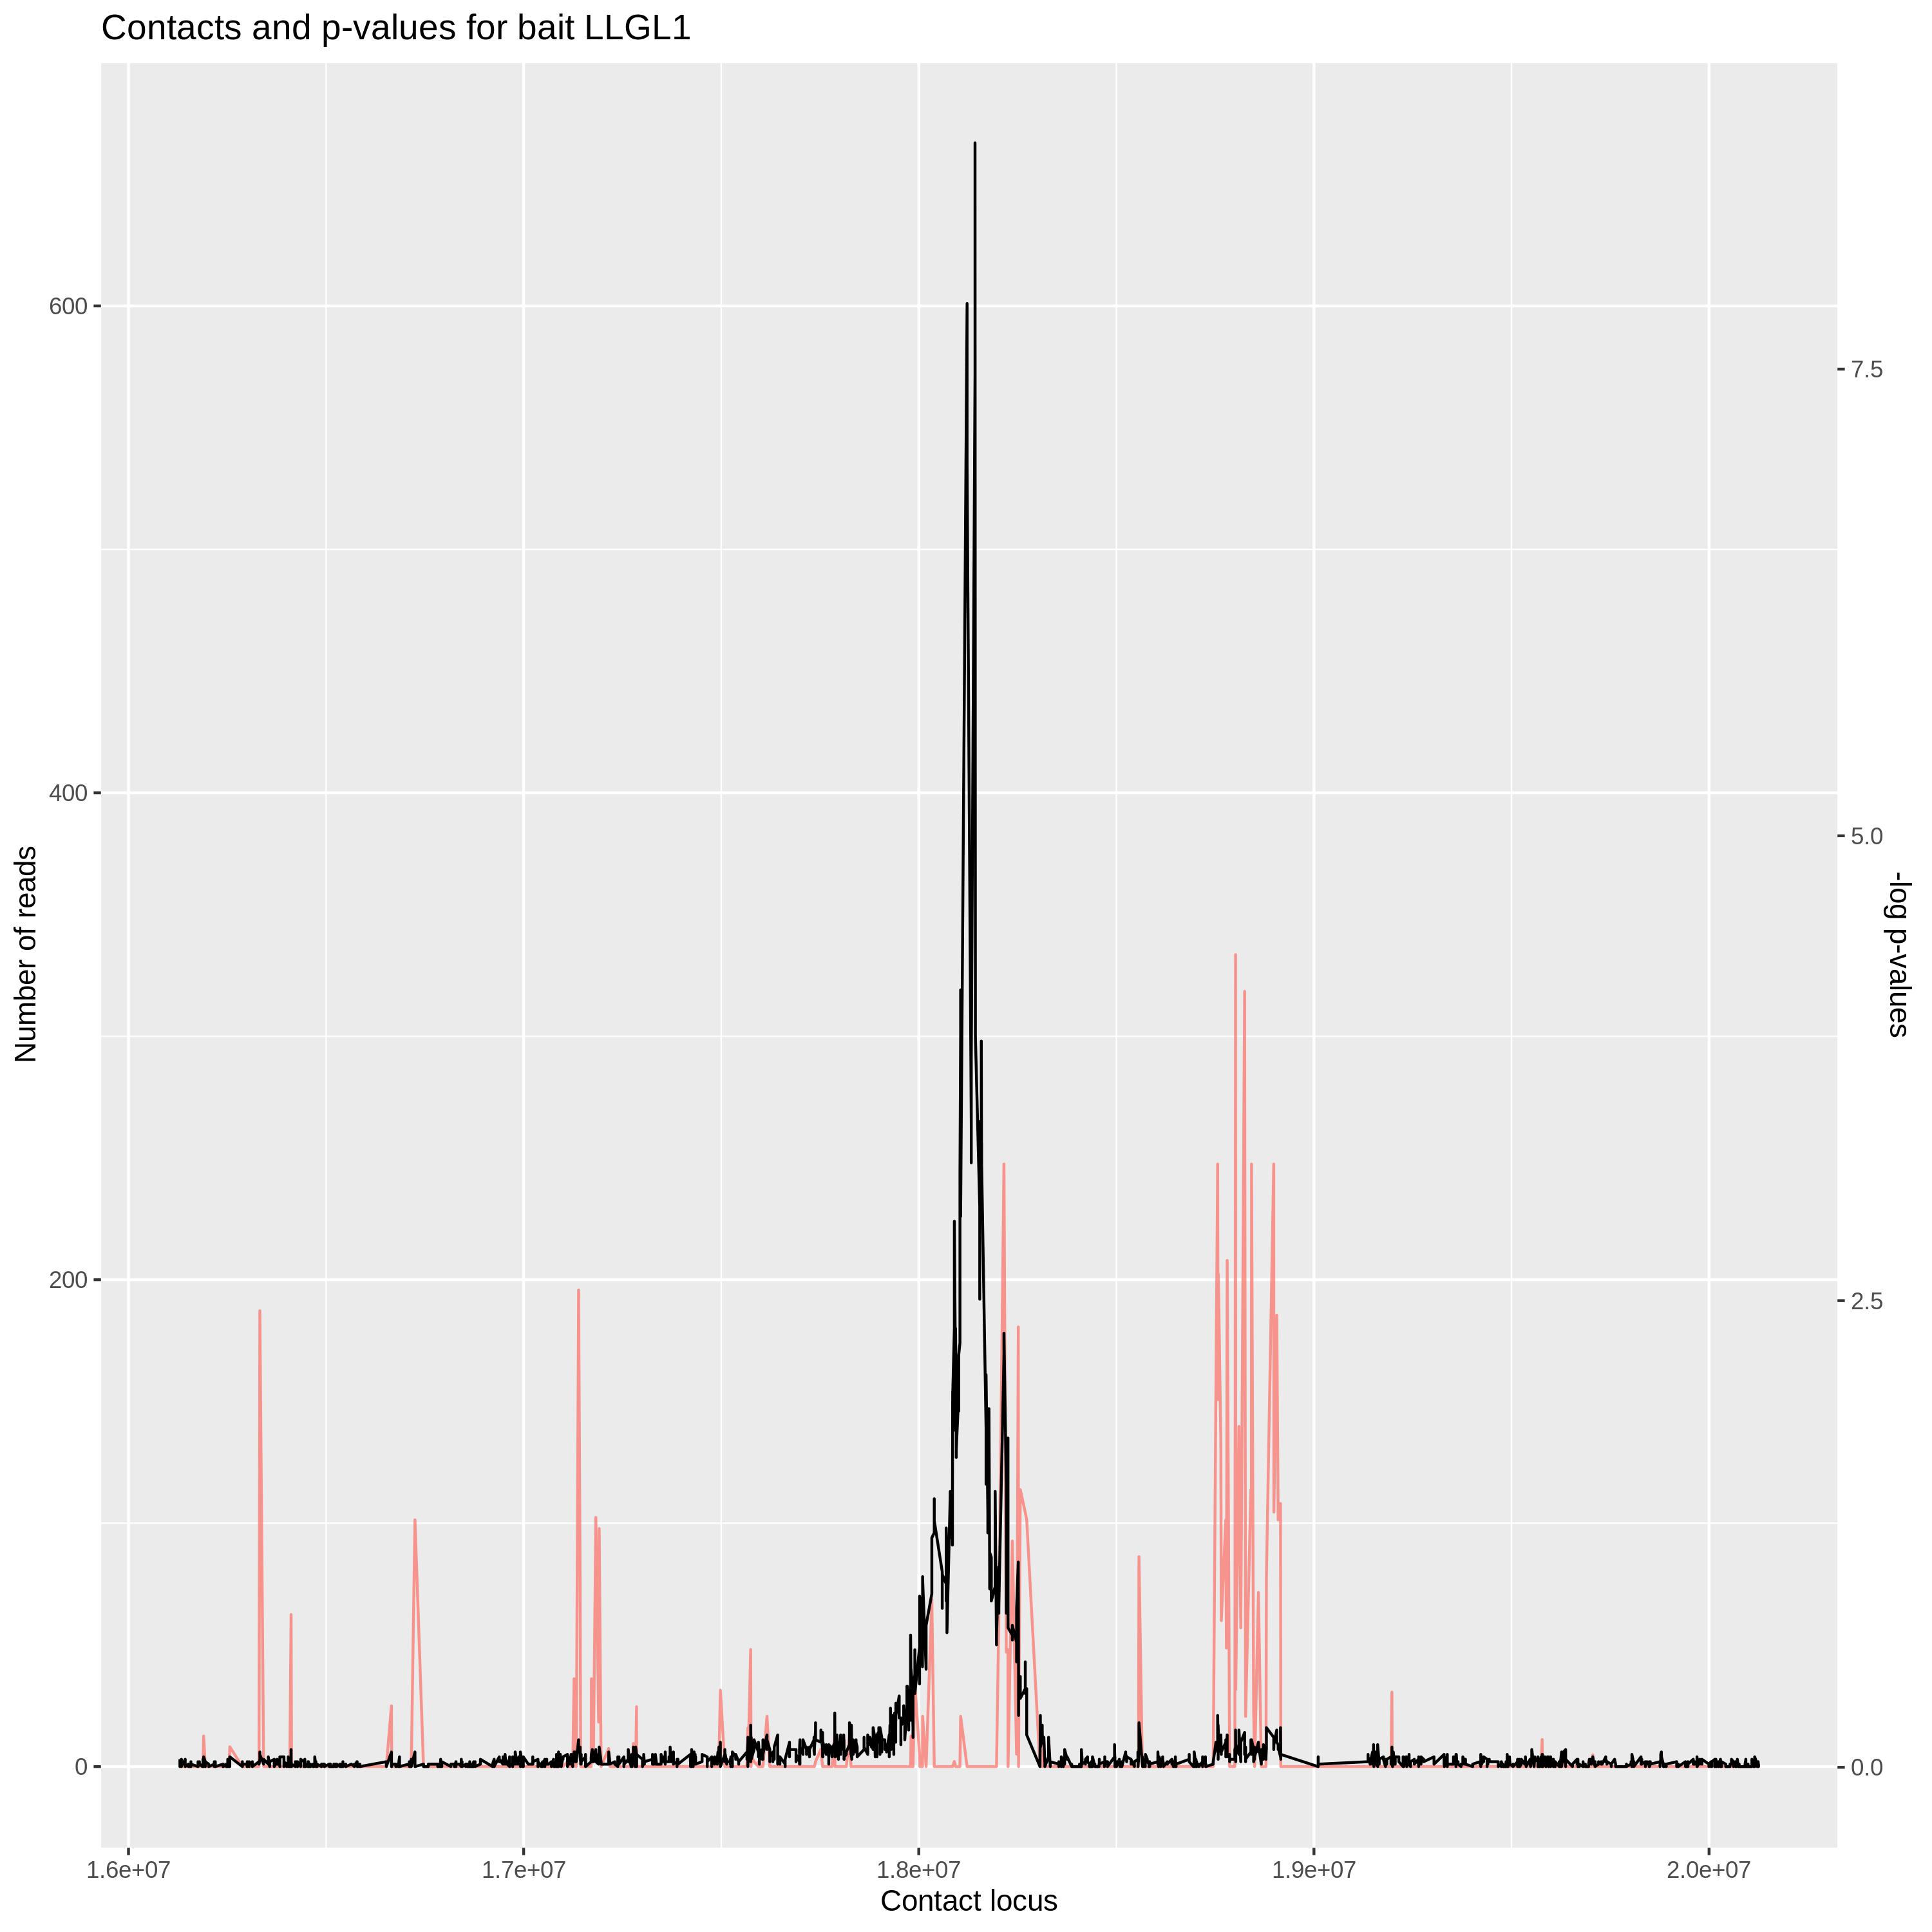 Contacts and p-values for bait LLGL1
600
400
200
0
7.5
5.0
2.5
0.0
Number of reads
-log p-values
1.6e+07
1.7e+07
1.8e+07
1.9e+07
2.0e+07
Contact locus